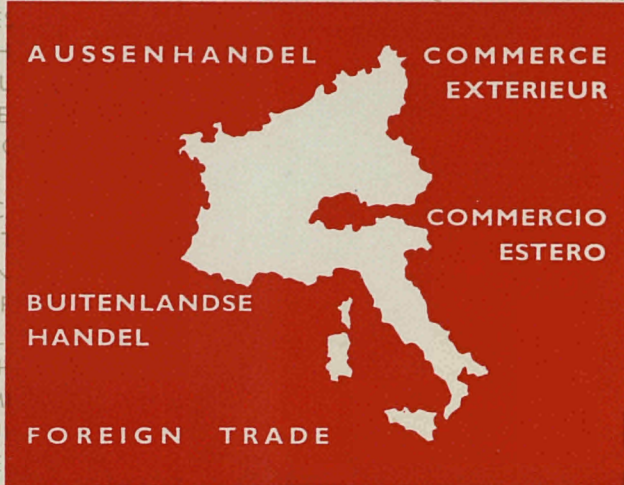 AUSSENHANDEL
COMMERCE
EXTERIEUR
COMMERCIO
ESTERO
BUITENLANDSE
HANDEL
FOREIGN TRADE